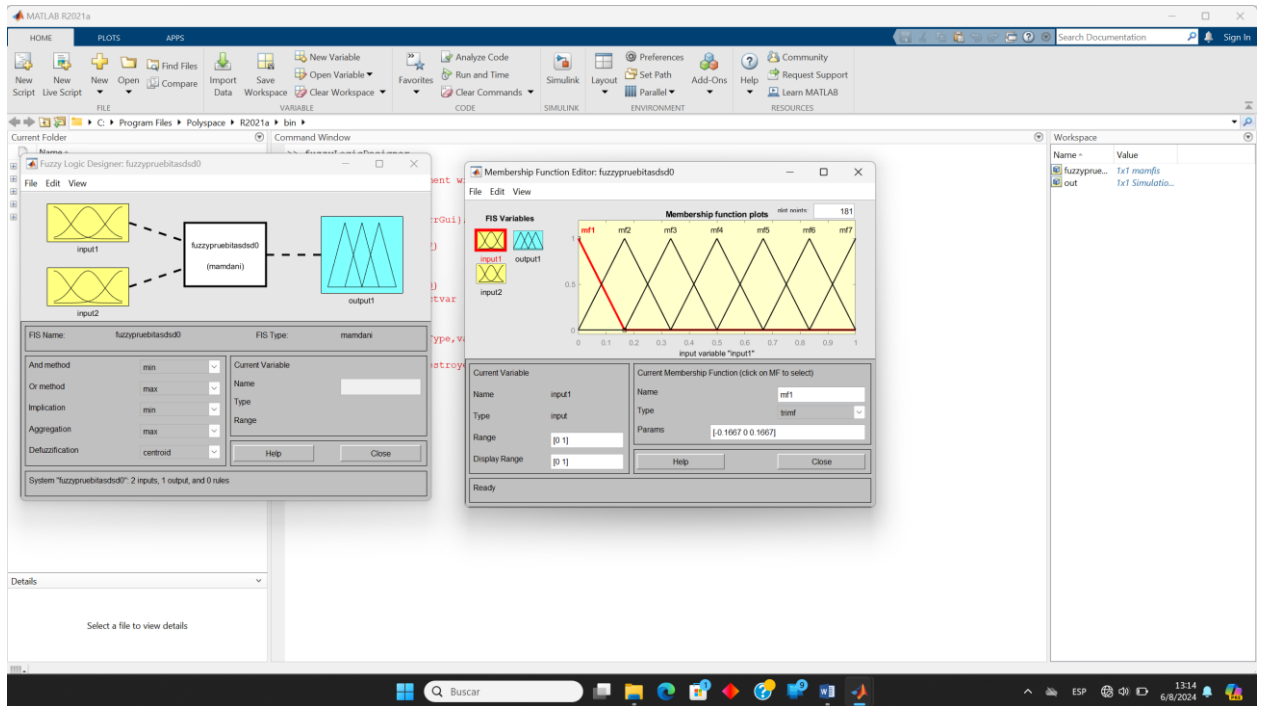 MATLAB R2021a
HOME PLOTS APPS
Search Documentation Sign In
New Script
New Live Script
New
Open
Find Files
Compare
Import Data
Save Workspace
New Variable
Open Variable
Clear Workspace
Favorites
Analyze Code
Run and Time
Clear Commands
Simulink
Layout
Preferences
Set Path
Parallel
Add-Ons
Help
Community
Request Support
Learn MATLAB
FILE VARIABLE CODE SIMULINK ENVIRONMENT RESOURCES
C: Program Files Polyspace R2021a bin
Current Folder
Command Window
Workspace
Name
Name Value
fuzzyprue... 1x1 mamfis
out 1x1 Simulatio...
>> fuzzyLogicDesigner
ent w
rGui)
tvar
ype,v
stroye
Fuzzy Logic Designer: fuzzypruebitasdsd0
File Edit View
input1
input2
fuzzypruebitasdsd0
(mamdani)
output1
FIS Name: fuzzypruebitasdsd0 FIS Type: mamdani
And method min
Or method max
Implication min
Aggregation max
Defuzzification centroid
Current Variable
Name
Type
Range
Help Close
System "fuzzypruebitasdsd0": 2 inputs, 1 output, and 0 rules
Membership Function Editor: fuzzypruebitasdsd0
File Edit View
FIS Variables
input1 output1
input2
Membership function plots plot points: 181
mf1 mf2 mf3 mf4 mf5 mf6 mf7
1
0.5
0
0 0.1 0.2 0.3 0.4 0.5 0.6 0.7 0.8 0.9 1
input variable "input1"
Current Variable
Name input1
Type input
Range [0 1]
Display Range [0 1]
Current Membership Function (click on MF to select)
Name mf1
Type trimf
Params [-0.1667 0 0.1667]
Help Close
Ready
Details
Select a file to view details
Buscar
ESP
13:14
6/8/2024